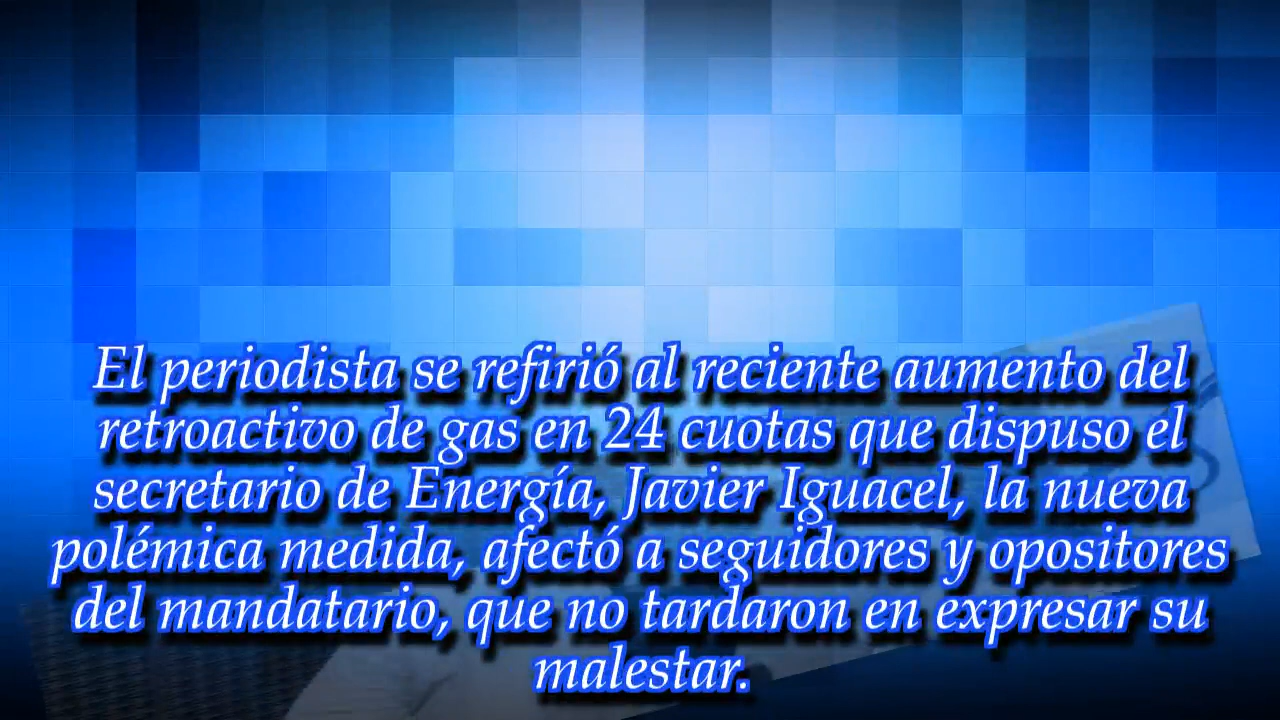 El periodista se refirió al reciente aumento del
retroactivo de gas en 24 cuotas que dispuso el
secretario de Energía, Javier Iguacel, la nueva
polémica medida, afectó a seguidores y opositores
del mandatario, que no tardaron en expresar su
malestar.